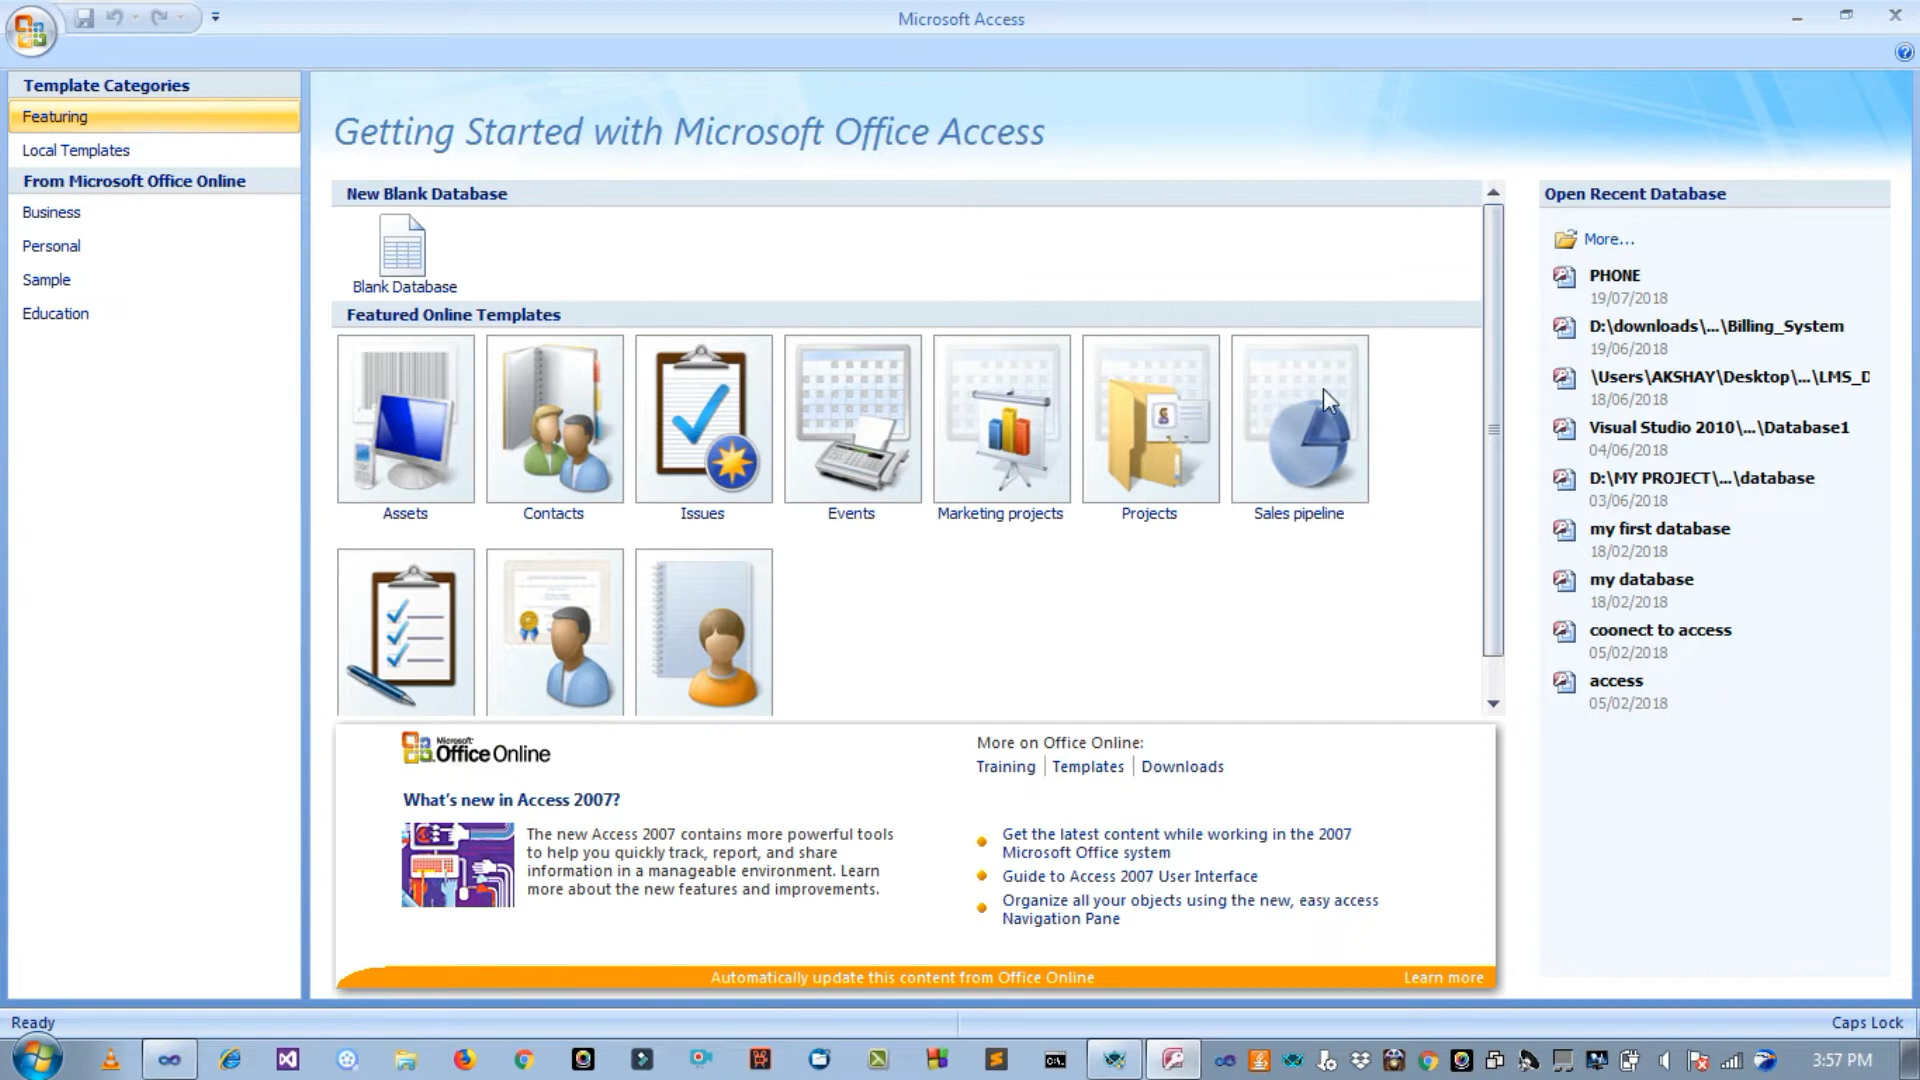 Microsoft Access
Template Categories
Featuring
Local Templates
From Microsoft Office Online
Business
Personal
Sample
Education
Getting Started with Microsoft Office Access
New Blank Database
Blank Database
Featured Online Templates
Assets
Contacts
Issues
Events
Marketing projects
Projects
Sales pipeline
Microsoft
Office Online
What's new in Access 2007?
The new Access 2007 contains more powerful tools
to help you quickly track, report, and share
information in a manageable environment. Learn
more about the new features and improvements.
More on Office Online:
Training | Templates | Downloads
Get the latest content while working in the 2007
Microsoft Office system
Guide to Access 2007 User Interface
Organize all your objects using the new, easy access
Navigation Pane
Automatically update this content from Office Online
Learn more
Open Recent Database
More...
PHONE
19/07/2018
D:\downloads\...\Billing_System
19/06/2018
\Users\AKSHAY\Desktop\...\LMS_D
18/06/2018
Visual Studio 2010\...\Database1
04/06/2018
D:\MY PROJECT\...\database
03/06/2018
my first database
18/02/2018
my database
18/02/2018
coonect to access
05/02/2018
access
05/02/2018
Ready
Caps Lock
3:57 PM